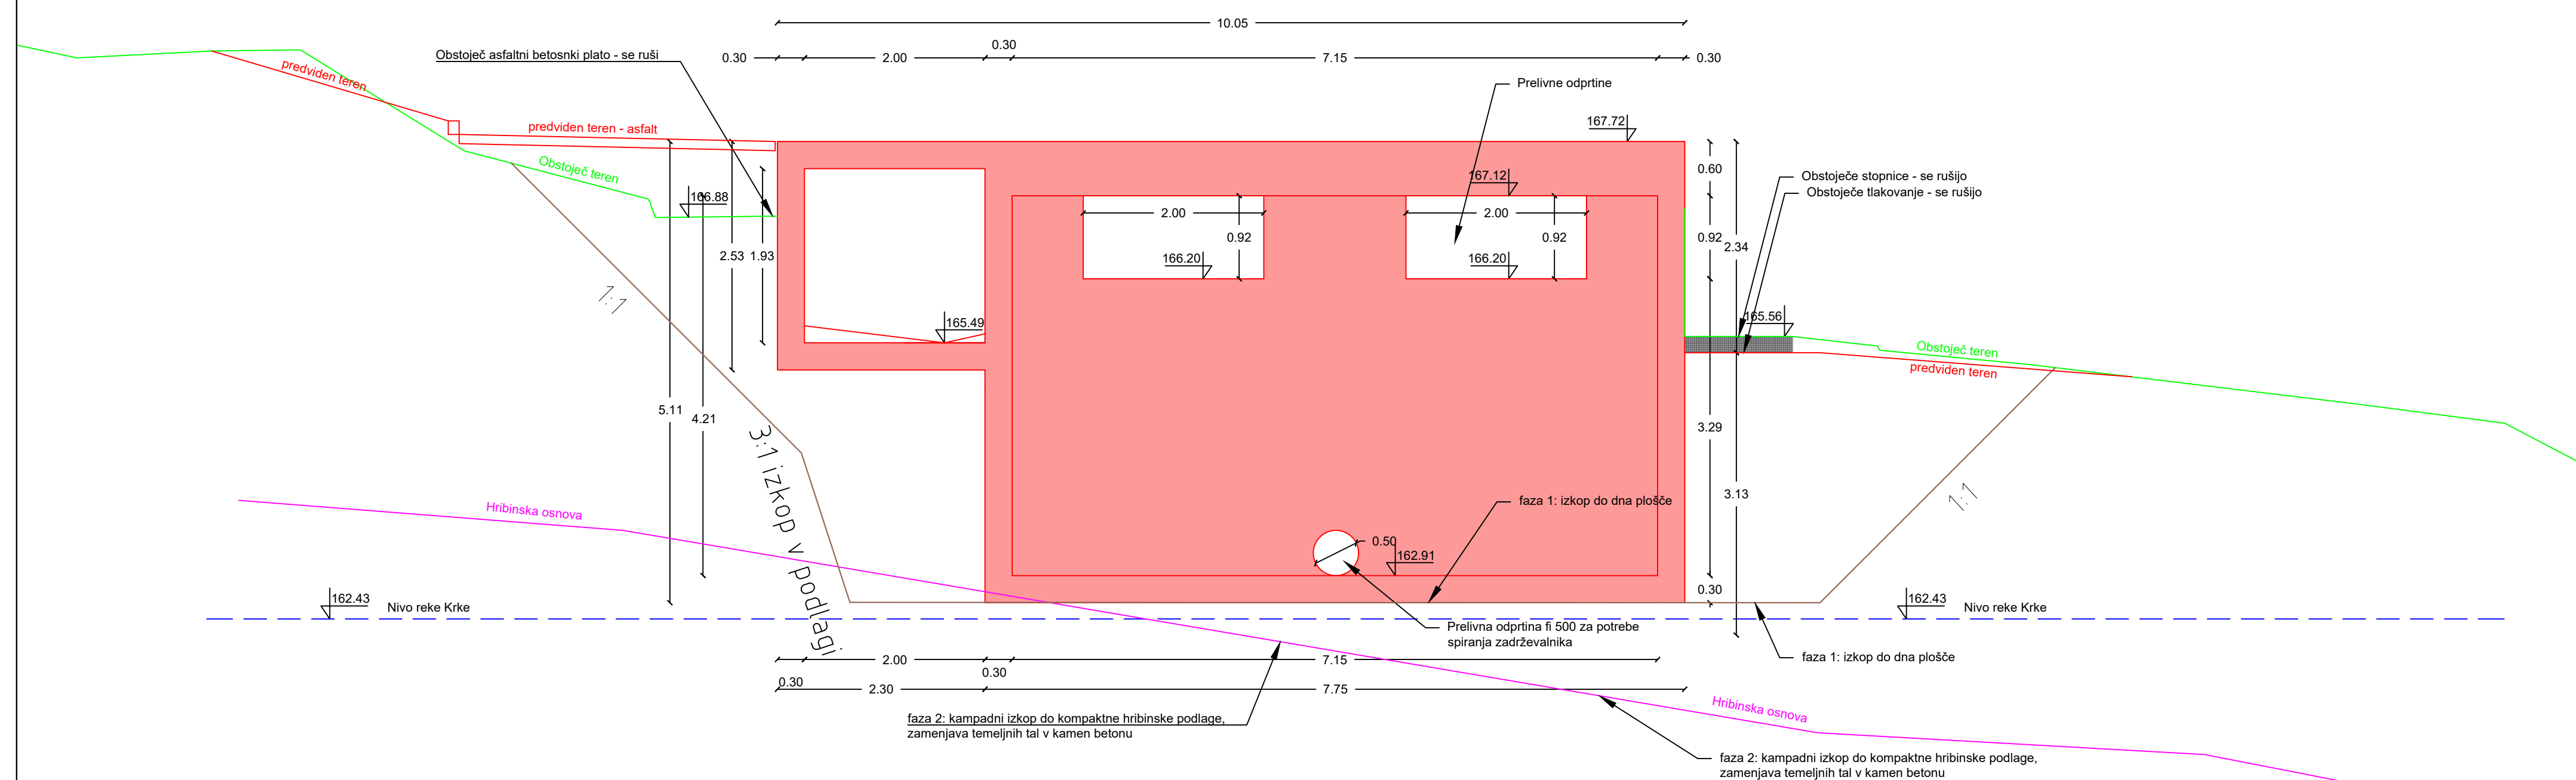 10.05
0.30
2.00
0.30
7.15
0.30
Obstoječ asfaltni betosnki plato - se ruši
predviden teren
predviden teren - asfalt
Obstoječ teren
Prelivne odprtine
167.72
167.12
166.88
2.00
2.00
0.92
0.92
166.20
166.20
0.60
0.92
2.34
Obstoječe stopnice - se rušijo
Obstoječe tlakovanje - se rušijo
2.53
1.93
165.49
165.56
Obstoječ teren
predviden teren
1:1
5.11
4.21
3:1 izkop v podlagi
3.29
3.13
1:1
Hribinska osnova
faza 1: izkop do dna plošče
0.50
162.91
0.30
162.43
Nivo reke Krke
162.43
Nivo reke Krke
Prelivna odprtina fi 500 za potrebe
spiranja zadrževalnika
faza 1: izkop do dna plošče
2.00
7.15
0.30
0.30
2.30
7.75
Hribinska osnova
faza 2: kampadni izkop do kompaktne hribinske podlage,
zamenjava temeljnih tal v kamen betonu
faza 2: kampadni izkop do kompaktne hribinske podlage,
zamenjava temeljnih tal v kamen betonu